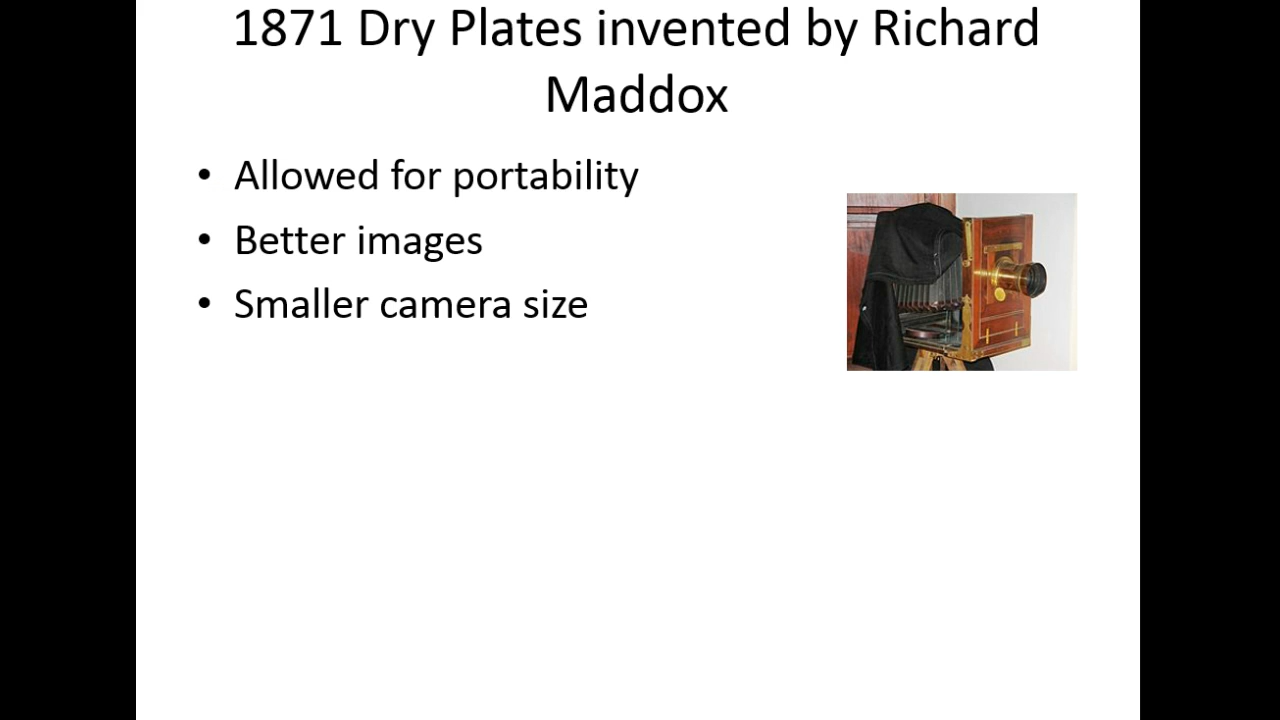 1871 Dry Plates invented by Richard
Maddox
• Allowed for portability
• Better images
• Smaller camera size